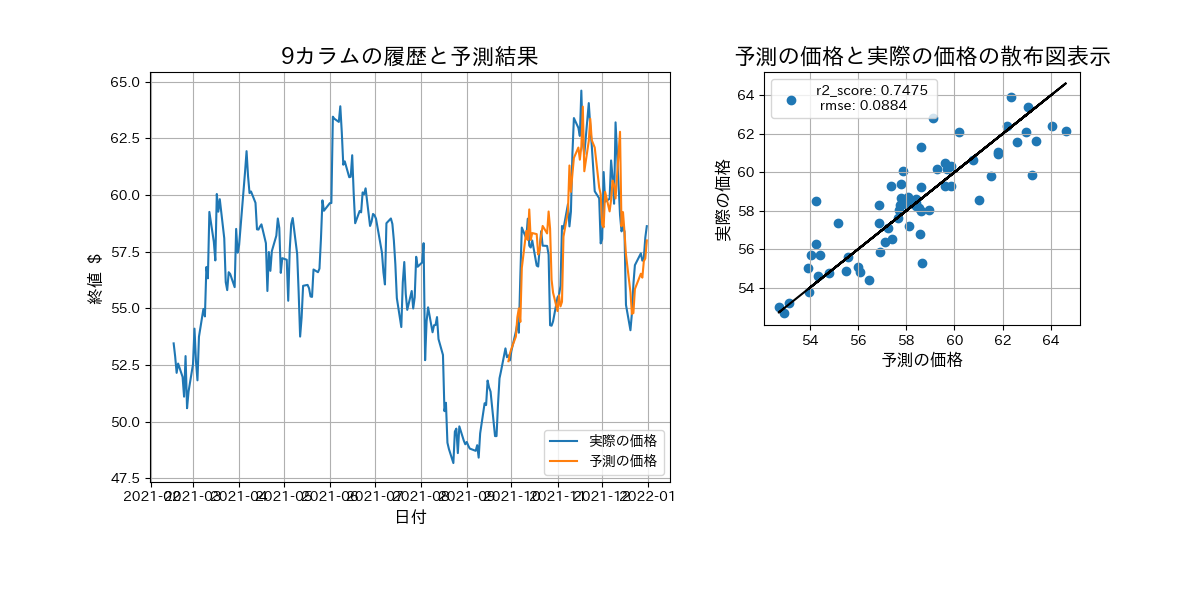 9カラムの履歴と予測結果
65.0
62.5
60.0
57.5
55.0
52.5
50.0
47.5
終値 $
2021-02 2021-03 2021-04 2021-05 2021-06 2021-07 2021-08 2021-09 2021-10 2021-11 2021-12 2022-01
日付
実際の価格
予測の価格
予測の価格と実際の価格の散布図表示
r2_score: 0.7475
rmse: 0.0884
64
62
60
58
56
54
実際の価格
54 56 58 60 62 64
予測の価格